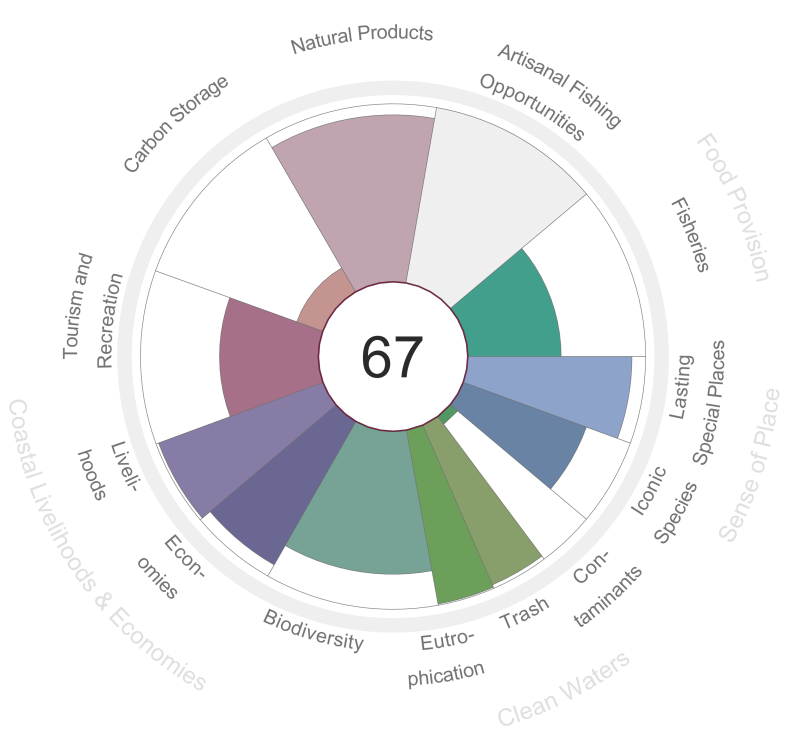 Natural Products
Artisanal Fishing
Opportunities
Carbon Storage
Food Provision
Fisheries
Tourism and
Recreation
67
Lasting
Special Places
Sense of Place
Iconic
Species
Con-
taminants
Trash
Clean Waters
Eutro-
phication
Biodiversity
Econ-
omies
Liveli-
hoods
Coastal Livelihoods & Economies